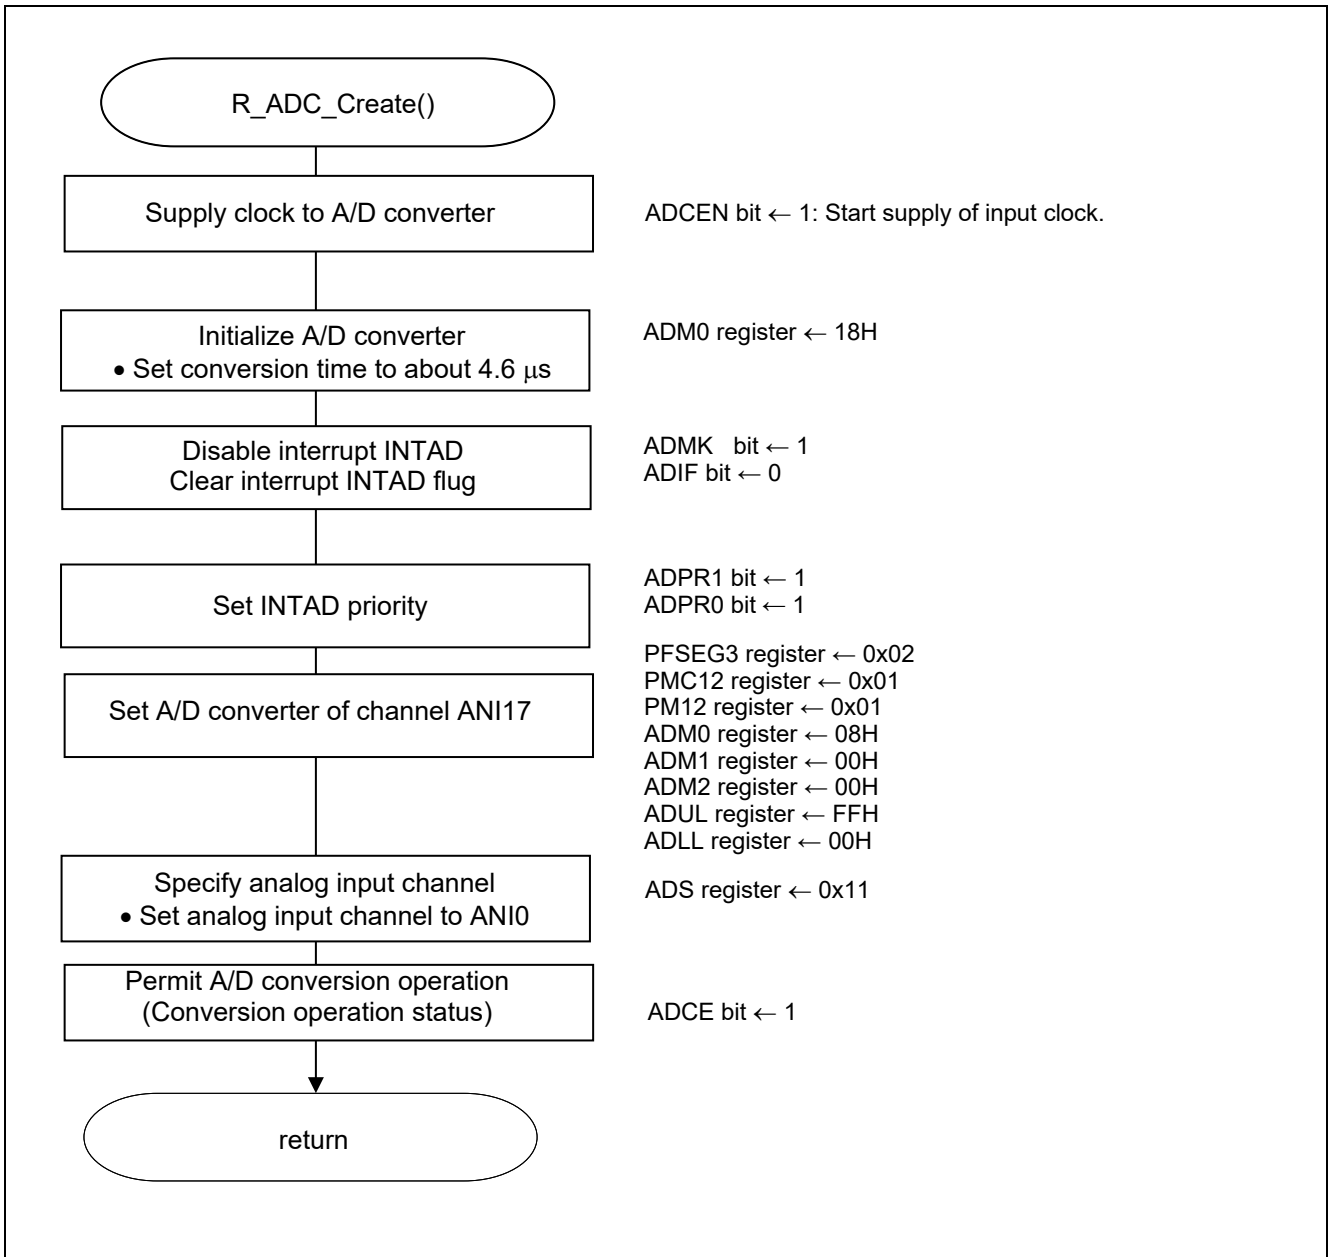 R_ADC_Create()
Supply clock to A/D converter
ADCEN bit ← 1: Start supply of input clock.
Initialize A/D converter
• Set conversion time to about 4.6 μs
ADM0 register ← 18H
Disable interrupt INTAD
Clear interrupt INTAD flug
ADMK bit ← 1
ADIF bit ← 0
Set INTAD priority
ADPR1 bit ← 1
ADPR0 bit ← 1
Set A/D converter of channel ANI17
PFSEG3 register ← 0x02
PMC12 register ← 0x01
PM12 register ← 0x01
ADM0 register ← 08H
ADM1 register ← 00H
ADM2 register ← 00H
ADUL register ← FFH
ADLL register ← 00H
Specify analog input channel
• Set analog input channel to ANI0
ADS register ← 0x11
Permit A/D conversion operation
(Conversion operation status)
ADCE bit ← 1
return